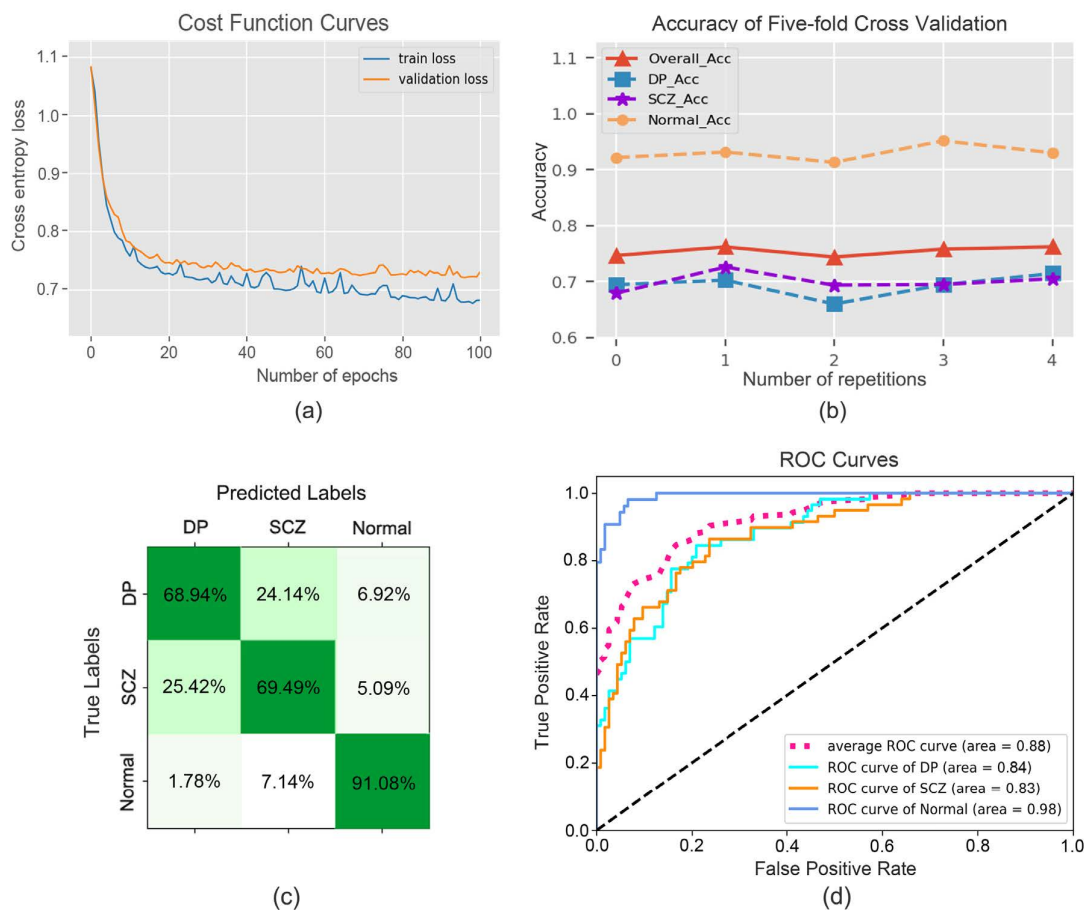 Cost Function Curves
train loss
validation loss
1.1
1.0
0.9
0.8
0.7
Cross entropy loss
0 20 40 60 80 100
Number of epochs
(a)
Accuracy of Five-fold Cross Validation
Overall_Acc
DP_Acc
SCZ_Acc
Normal_Acc
1.1
1.0
0.9
0.8
0.7
0.6
Accuracy
0 1 2 3 4
Number of repetitions
(b)
Predicted Labels
DP SCZ Normal
True Labels
DP 68.94% 24.14% 6.92%
SCZ 25.42% 69.49% 5.09%
Normal 1.78% 7.14% 91.08%
(c)
ROC Curves
1.0
0.8
0.6
0.4
0.2
0.0
True Positive Rate
average ROC curve (area = 0.88)
ROC curve of DP (area = 0.84)
ROC curve of SCZ (area = 0.83)
ROC curve of Normal (area = 0.98)
0.0 0.2 0.4 0.6 0.8 1.0
False Positive Rate
(d)